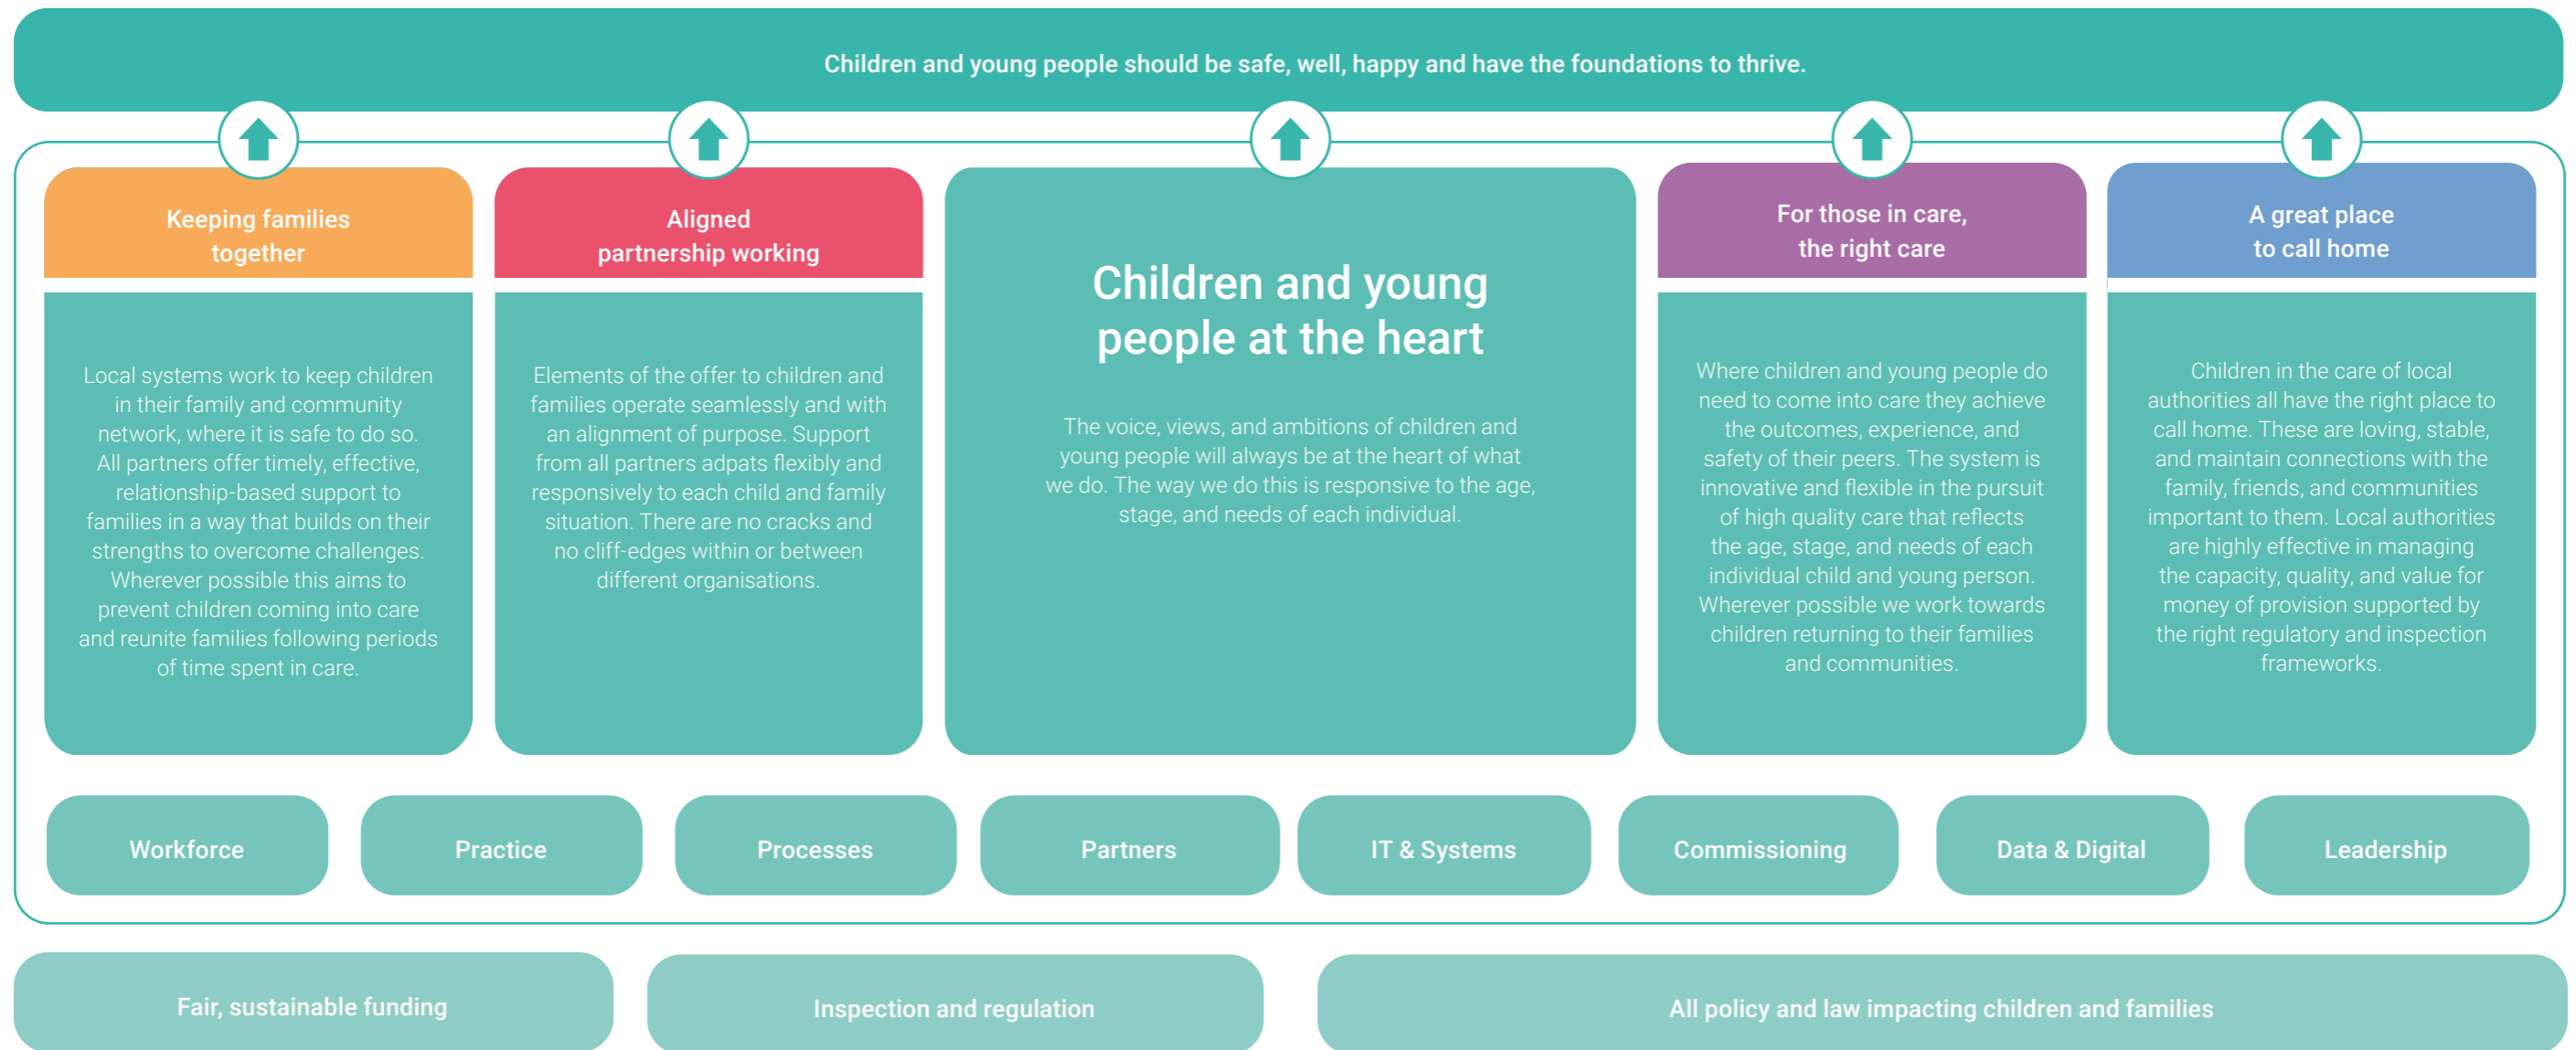 Children and young people should be safe, well, happy and have the foundations to thrive.
Keeping families
together
Local systems work to keep children
in their family and community
network, where it is safe to do so.
All partners offer timely, effective,
relationship-based support to
families in a way that builds on their
strengths to overcome challenges.
Wherever possible this aims to
prevent children coming into care
and reunite families following periods
of time spent in care.
Aligned
partnership working
Elements of the offer to children and
families operate seamlessly and with
an alignment of purpose. Support
from all partners adpats flexibly and
responsively to each child and family
situation. There are no cracks and
no cliff-edges within or between
different organisations.
Children and young
people at the heart
The voice, views, and ambitions of children and
young people will always be at the heart of what
we do. The way we do this is responsive to the age,
stage, and needs of each individual.
For those in care,
the right care
Where children and young people do
need to come into care they achieve
the outcomes, experience, and
safety of their peers. The system is
innovative and flexible in the pursuit
of high quality care that reflects
the age, stage, and needs of each
individual child and young person.
Wherever possible we work towards
children returning to their families
and communities.
A great place
to call home
Children in the care of local
authorities all have the right place to
call home. These are loving, stable,
and maintain connections with the
family, friends, and communities
important to them. Local authorities
are highly effective in managing
the capacity, quality, and value for
money of provision supported by
the right regulatory and inspection
frameworks.
Workforce
Practice
Processes
Partners
IT & Systems
Commissioning
Data & Digital
Leadership
Fair, sustainable funding
Inspection and regulation
All policy and law impacting children and families